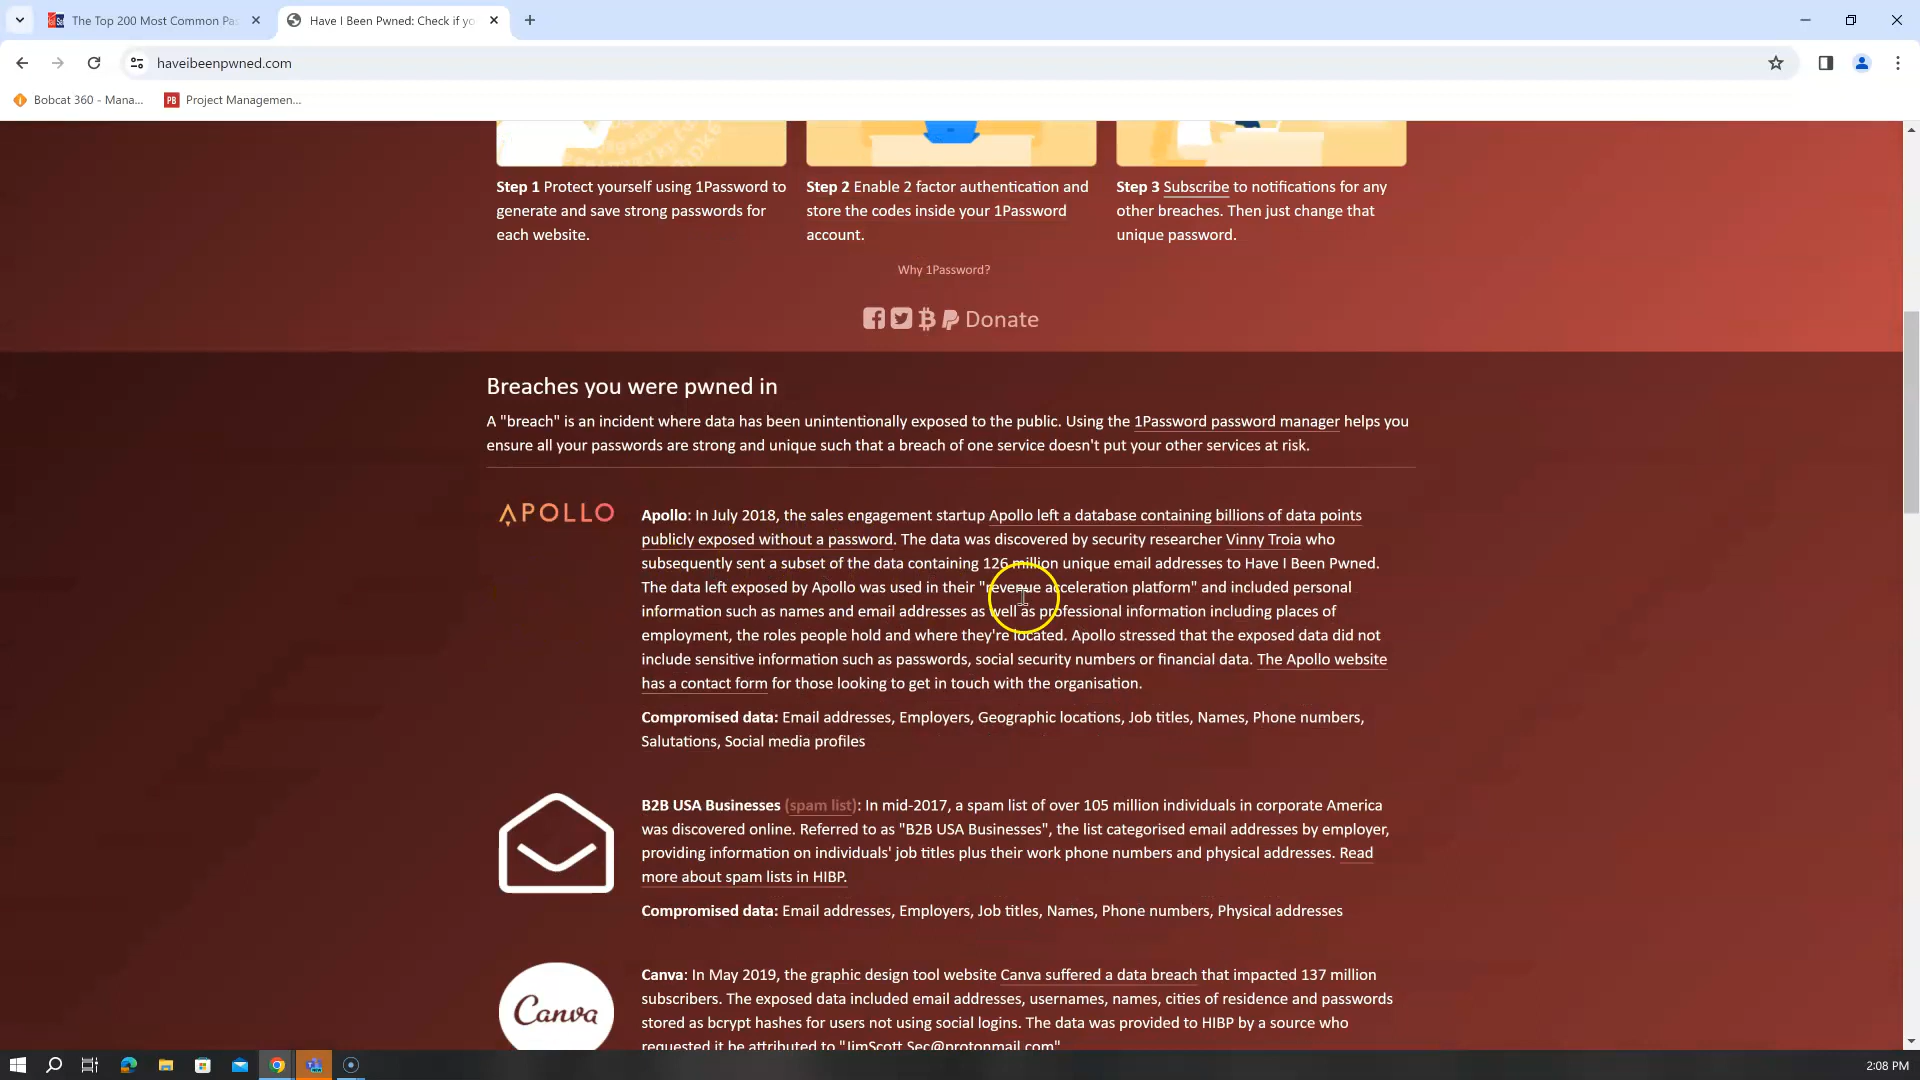 The Top 200 Most Common Pa
Have I Been Pwned: Check if yo
haveibeenpwned.com
Bobcat 360 - Mana...
PB Project Managemen...
Step 1 Protect yourself using 1Password to
generate and save strong passwords for
each website.
Step 2 Enable 2 factor authentication and
store the codes inside your 1Password
account.
Step 3 Subscribe to notifications for any
other breaches. Then just change that
unique password.
Why 1Password?
Donate
Breaches you were pwned in
A "breach" is an incident where data has been unintentionally exposed to the public. Using the 1Password password manager helps you
ensure all your passwords are strong and unique such that a breach of one service doesn't put your other services at risk.
APOLLO
Apollo: In July 2018, the sales engagement startup Apollo left a database containing billions of data points
publicly exposed without a password. The data was discovered by security researcher Vinny Troia who
subsequently sent a subset of the data containing 126 million unique email addresses to Have I Been Pwned.
The data left exposed by Apollo was used in their "revenue acceleration platform" and included personal
information such as names and email addresses as well as professional information including places of
employment, the roles people hold and where they're located. Apollo stressed that the exposed data did not
include sensitive information such as passwords, social security numbers or financial data. The Apollo website
has a contact form for those looking to get in touch with the organisation.
Compromised data: Email addresses, Employers, Geographic locations, Job titles, Names, Phone numbers,
Salutations, Social media profiles
B2B USA Businesses (spam list): In mid-2017, a spam list of over 105 million individuals in corporate America
was discovered online. Referred to as "B2B USA Businesses", the list categorised email addresses by employer,
providing information on individuals' job titles plus their work phone numbers and physical addresses. Read
more about spam lists in HIBP.
Compromised data: Email addresses, Employers, Job titles, Names, Phone numbers, Physical addresses
Canva
Canva: In May 2019, the graphic design tool website Canva suffered a data breach that impacted 137 million
subscribers. The exposed data included email addresses, usernames, names, cities of residence and passwords
stored as bcrypt hashes for users not using social logins. The data was provided to HIBP by a source who
requested it be attributed to "JimScott.Sec@protonmail.com".
2:08 PM